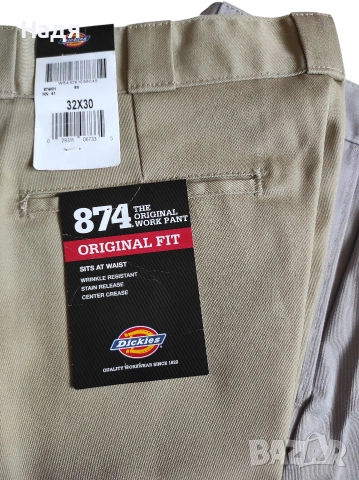 Надя
Dickies
32X30
874 THE ORIGINAL WORK PANT
ORIGINAL FIT
SITS AT WAIST
WRINKLE RESISTANT
STAIN RELEASE
CENTER CREASE
Dickies
QUALITY WORKWEAR SINCE 1922
BAZAR